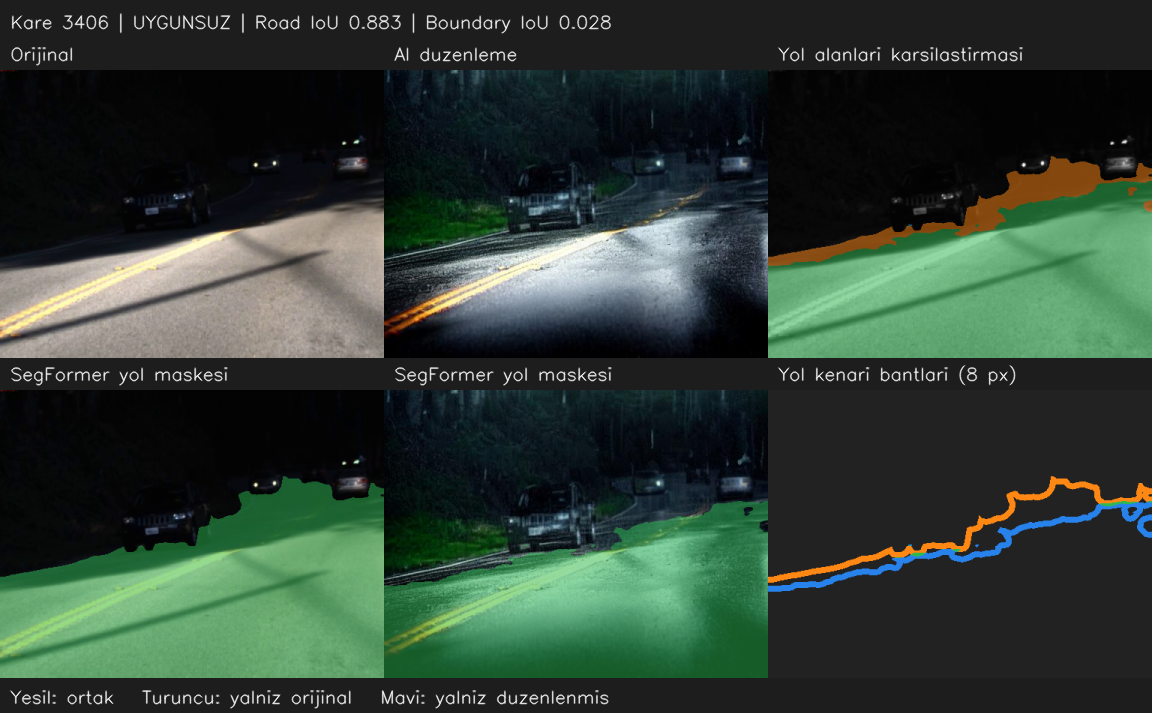 Kare 3406 | UYGUNSUZ | Road IoU 0.883 | Boundary IoU 0.028
Orijinal
AI duzenleme
Yol alanlari karsilastirmasi
SegFormer yol maskesi
SegFormer yol maskesi
Yol kenari bantlari (8 px)
Yesil: ortak
Turuncu: yalniz orijinal
Mavi: yalniz duzenlenmis